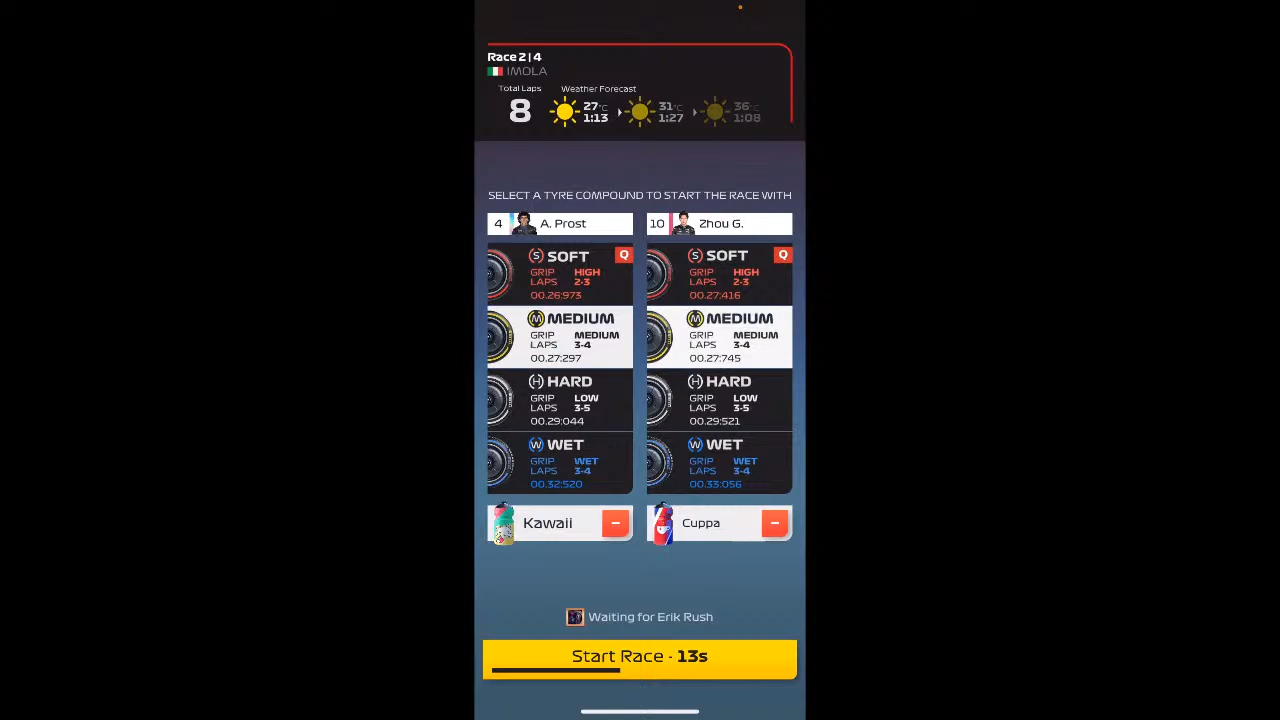 Race 2 | 4
IMOLA
Total Laps
8
Weather Forecast
27°C
1:13
31°C
1:27
36°C
1:08
SELECT A TYRE COMPOUND TO START THE RACE WITH
4 A. Prost
S SOFT Q
GRIP HIGH
LAPS 2-3
00.26:973
M MEDIUM
GRIP MEDIUM
LAPS 3-4
00.27:297
H HARD
GRIP LOW
LAPS 3-5
00.29:044
W WET
GRIP WET
LAPS 3-4
00.32:520
Kawaii
10 Zhou G.
S SOFT Q
GRIP HIGH
LAPS 2-3
00.27:416
M MEDIUM
GRIP MEDIUM
LAPS 3-4
00.27:745
H HARD
GRIP LOW
LAPS 3-5
00.29:521
W WET
GRIP WET
LAPS 3-4
00.33:056
Cuppa
Waiting for Erik Rush
Start Race - 13s